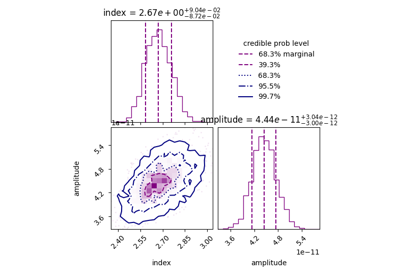 index = 2.67e + 00+9.04e − 02 −8.72e − 02
credible prob level
68.3% marginal
39.3%
68.3%
95.5%
99.7%
1e−11
amplitude = 4.44e − 11+3.04e − 12 −3.00e − 12
5.4
4.8
4.2
3.6
amplitude
2.40 2.55 2.70 2.85 3.00
3.6 4.2 4.8 5.4
1e−11
index
amplitude